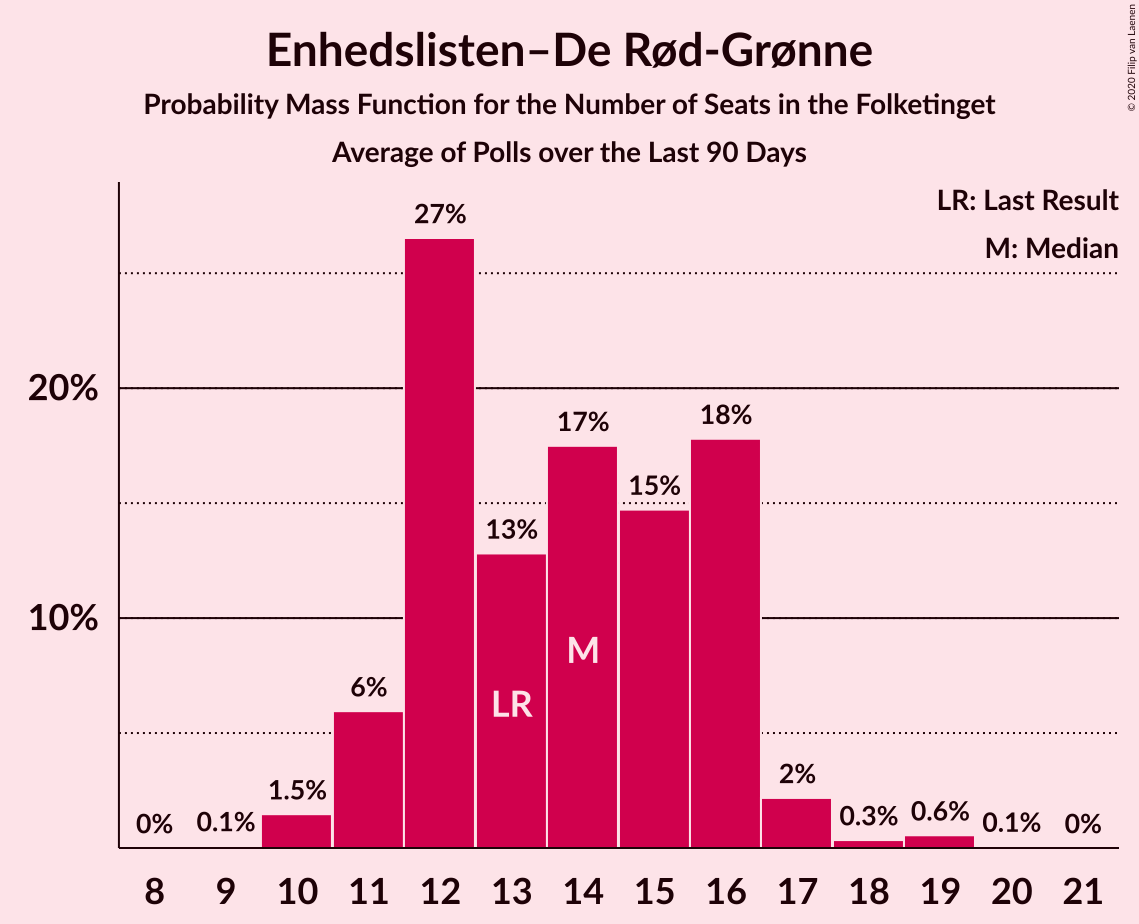 Enhedslisten–De Rød-Grønne
Probability Mass Function for the Number of Seats in the Folketinget
Average of Polls over the Last 90 Days
© 2020 Filip van Laenen
LR: Last Result
M: Median
20%
10%
0%
0.1%
1.5%
6%
27%
13%
17%
15%
18%
2%
0.3%
0.6%
0.1%
0%
LR
M
8 9 10 11 12 13 14 15 16 17 18 19 20 21